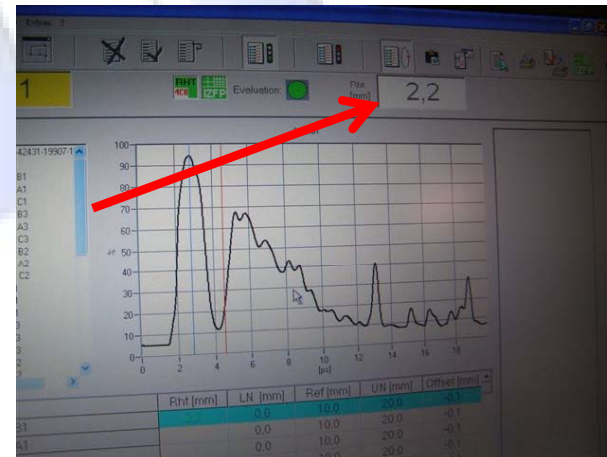 Extras ?
1
RHT
IZFP
Evaluation:
[mm]
2,2
42431-19907-1
B1
A1
C1
B3
A3
C3
B2
A2
C2
100
90
80
70
60
50
40
30
20
10
0
0 2 4 6 8 10 12 14 16 18
[µs]
Rht [mm] LN [mm] Ref [mm] UN [mm] Offset [mm]
2,2 0,0 10,0 20,0 -0,1
B1 0,0 10,0 20,0 -0,1
A1 0,0 10,0 20,0 -0,1